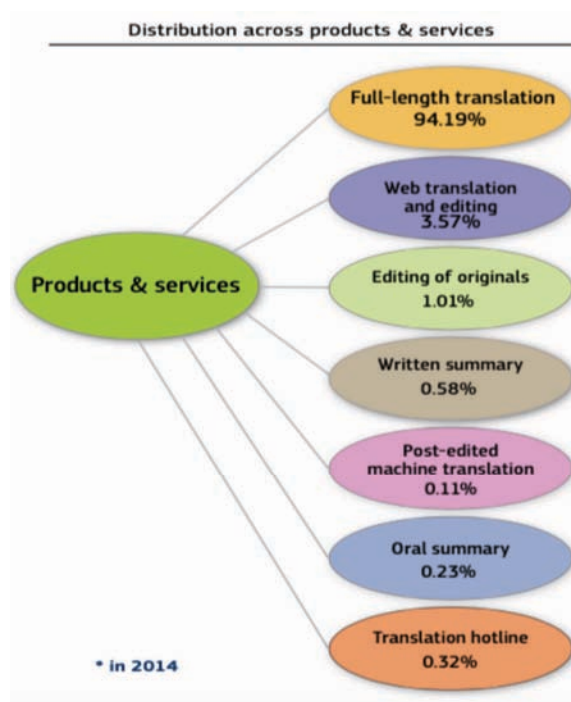 Distribution across products & services
Full-length translation
94.19%
Web translation
and editing
3.57%
Products & services
Editing of originals
1.01%
Written summary
0.58%
Post-edited
machine translation
0.11%
Oral summary
0.23%
Translation hotline
0.32%
* in 2014